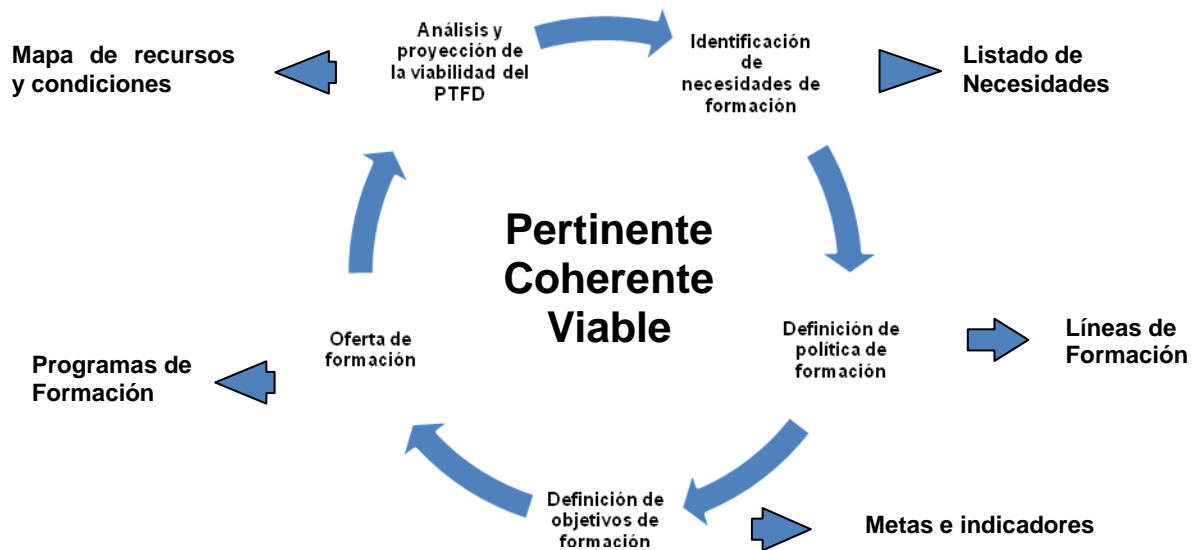 Análisis y
proyección de
la viabilidad del
PTFD
Identificación
de
necesidades de
formación
Mapa de recursos
y condiciones
Listado de
Necesidades
Pertinente
Coherente
Viable
Oferta de
formación
Definición de
política de
formación
Líneas de
Formación
Programas de
Formación
Definición de
objetivos de
formación
Metas e indicadores